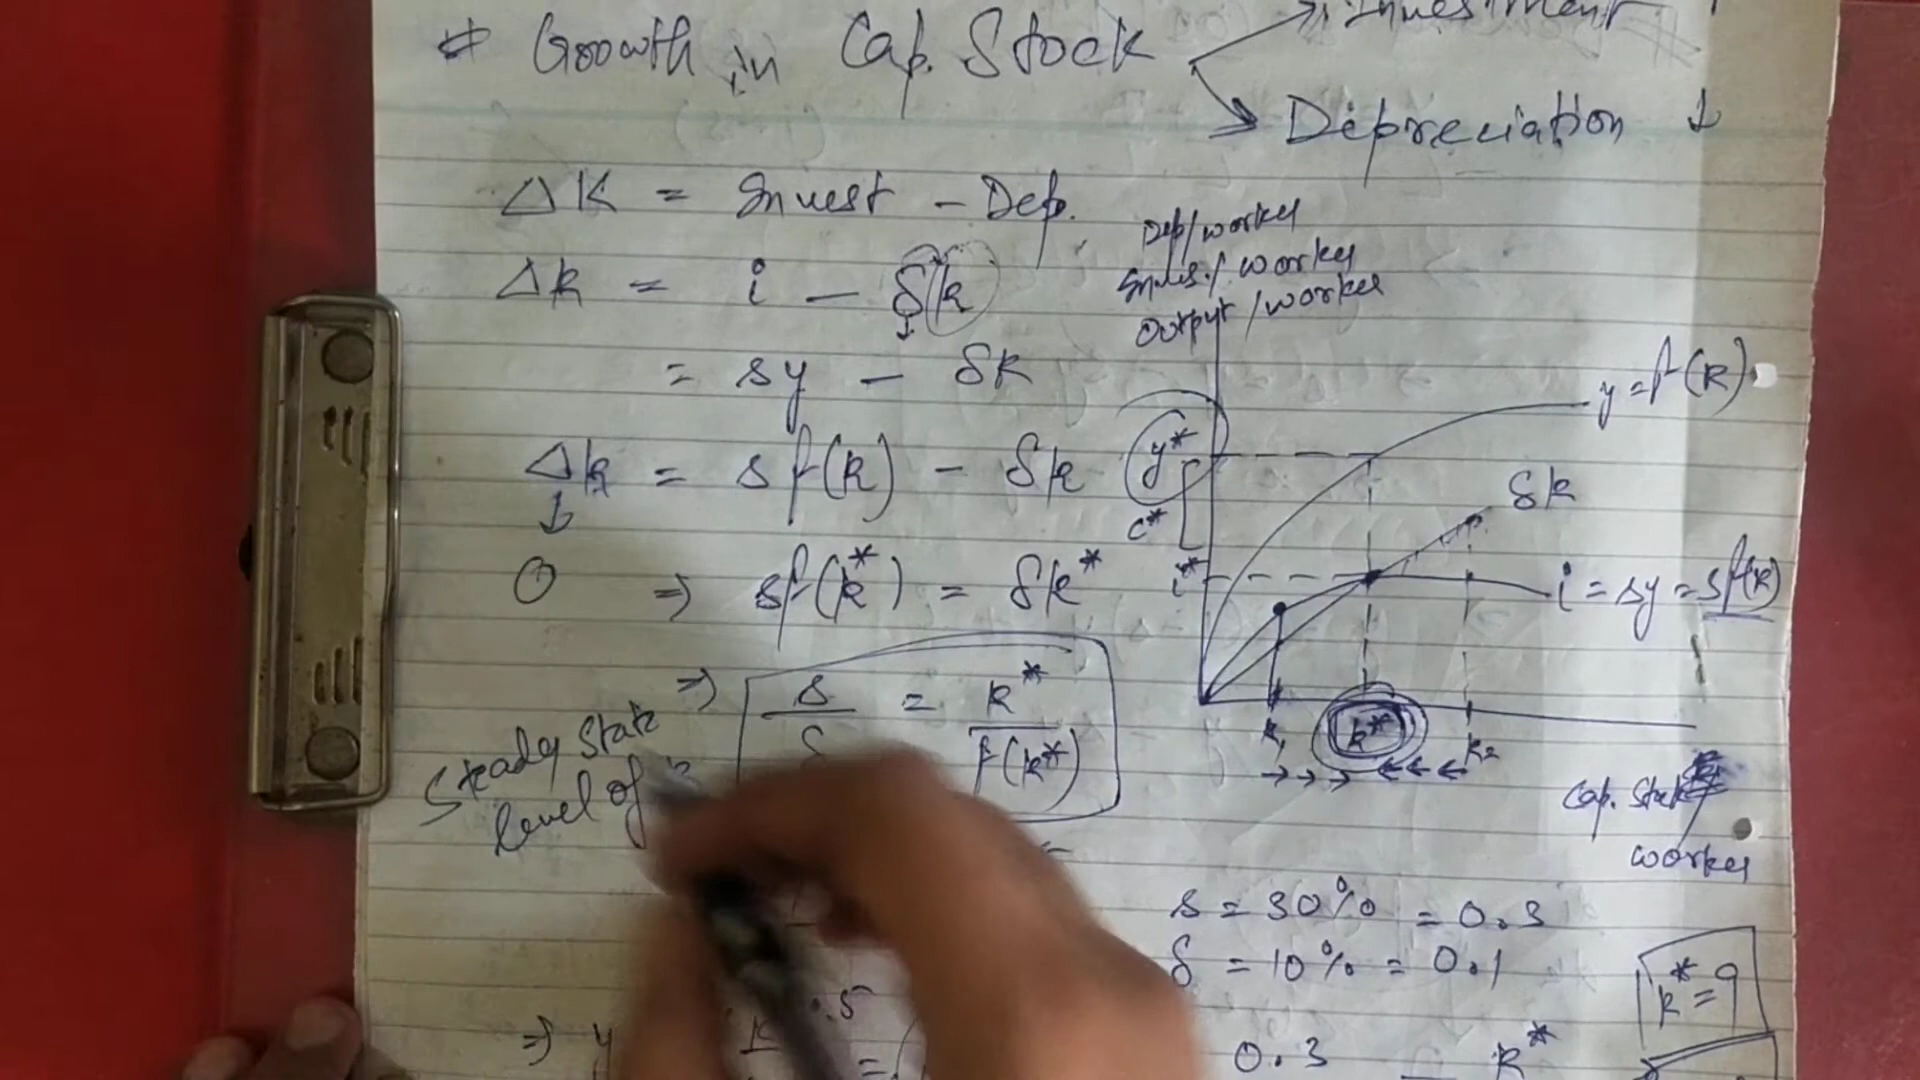 # Growth in Cap. Stock → Investment
→ Depreciation ↓
ΔK = Invest - Dep.
Δk = i - δk
= sy - δk
Δk = sf(k) - δk
0 ⇒ sf(k*) = δk*
⇒ s/δ = k*/f(k*)
Steady State
level of k
Dep/worker
Inves./worker
Output/worker
y = f(k)
y*
c*
i*
δk
i = sy = sf(k)
k₁ k* k₂
→→→ ←←←
Cap. Stock/
worker
s = 30% = 0.3
δ = 10% = 0.1
k* = 9
⇒ y
0.3 k*